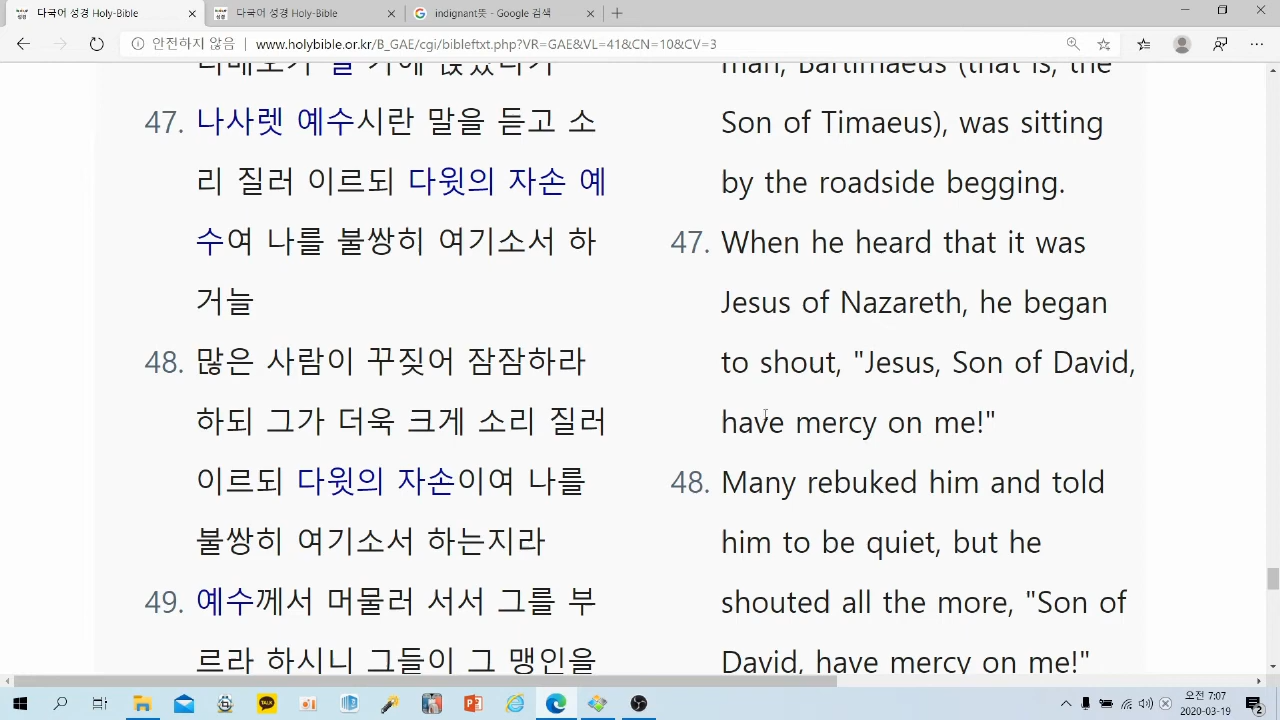 다국어 성경 Holy-Bible
다국어 성경 Holy-Bible
indignant뜻 - Google 검색
안전하지 않음
www.holybible.or.kr/B_GAE/cgi/bibleftxt.php?VR=GAE&VL=41&CN=10&CV=3
47. 나사렛 예수시란 말을 듣고 소
리 질러 이르되 다윗의 자손 예
수여 나를 불쌍히 여기소서 하
거늘
48. 많은 사람이 꾸짖어 잠잠하라
하되 그가 더욱 크게 소리 질러
이르되 다윗의 자손이여 나를
불쌍히 여기소서 하는지라
49. 예수께서 머물러 서서 그를 부
르라 하시니 그들이 그 맹인을
man, Bartimaeus (that is, the
Son of Timaeus), was sitting
by the roadside begging.
47. When he heard that it was
Jesus of Nazareth, he began
to shout, "Jesus, Son of David,
have mercy on me!"
48. Many rebuked him and told
him to be quiet, but he
shouted all the more, "Son of
David, have mercy on me!"
TALK
오전 7:07
2020-03-19
2